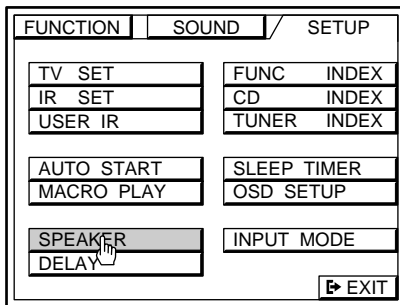 FUNCTION SOUND SETUP
TV SET FUNC INDEX
IR SET CD INDEX
USER IR TUNER INDEX
AUTO START SLEEP TIMER
MACRO PLAY OSD SETUP
SPEAKER INPUT MODE
DELAY
EXIT